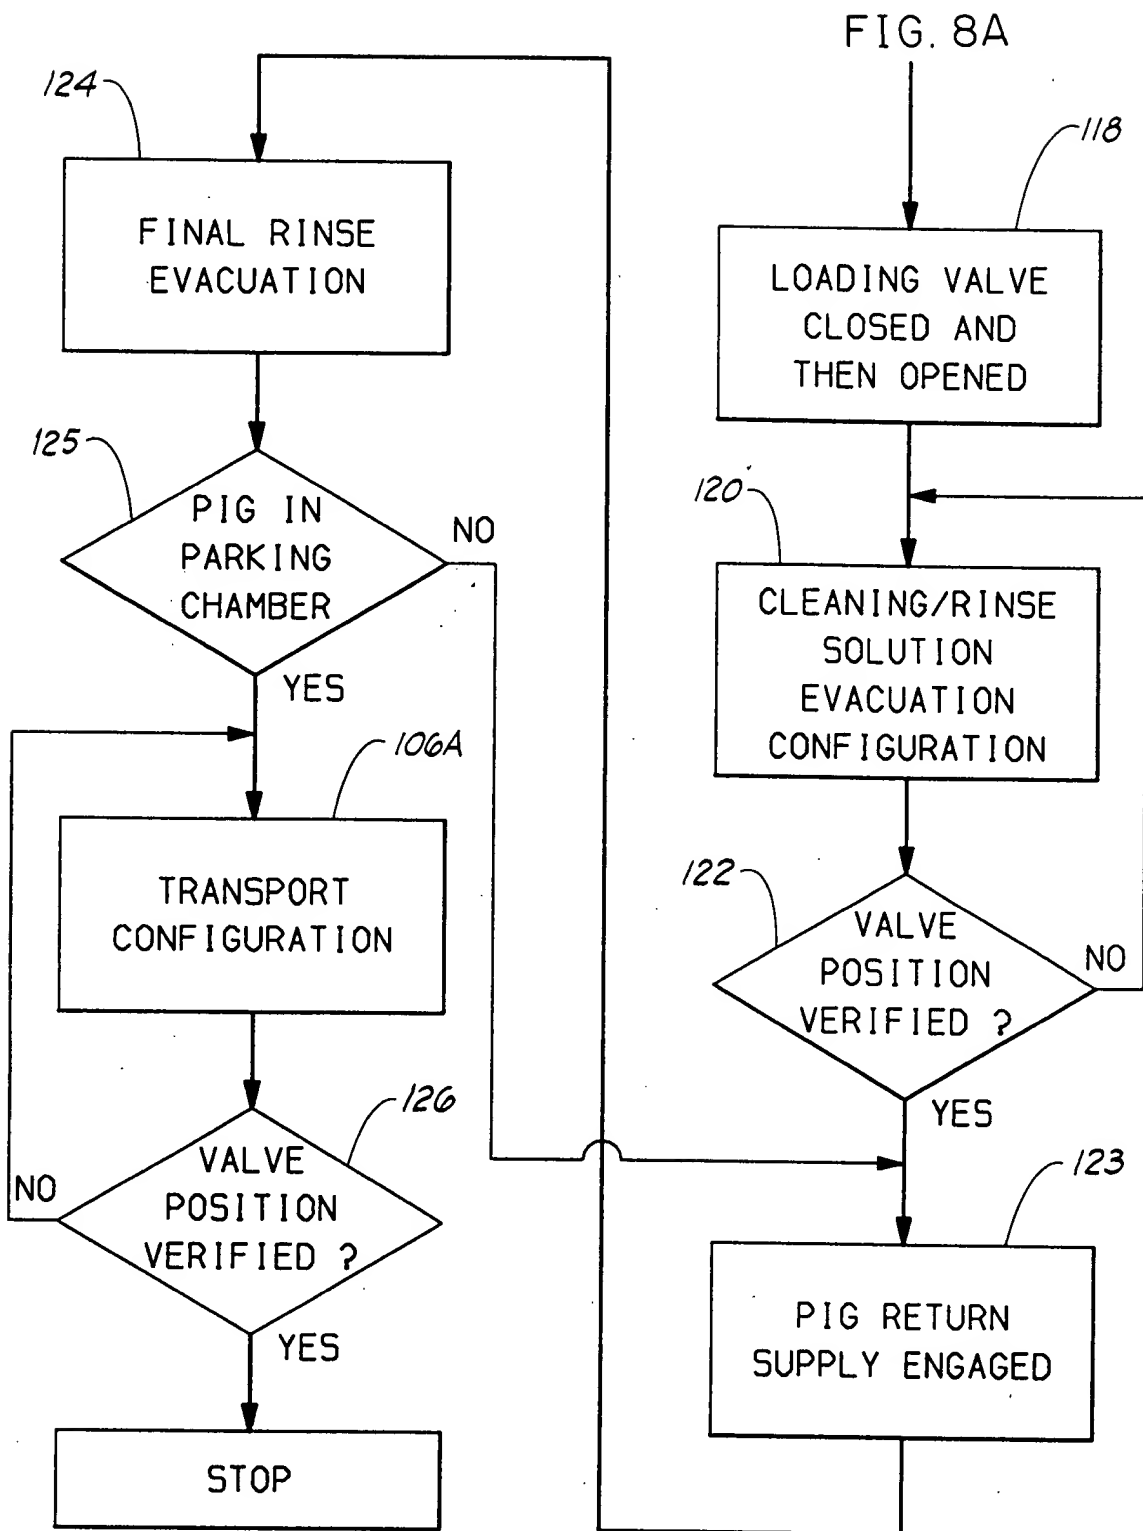 FIG. 8A
118
LOADING VALVE
CLOSED AND
THEN OPENED
120
CLEANING/RINSE
SOLUTION
EVACUATION
CONFIGURATION
122
VALVE
POSITION
VERIFIED ?
NO
YES
123
PIG RETURN
SUPPLY ENGAGED
124
FINAL RINSE
EVACUATION
125
PIG IN
PARKING
CHAMBER
NO
YES
106A
TRANSPORT
CONFIGURATION
126
VALVE
POSITION
VERIFIED ?
NO
YES
STOP